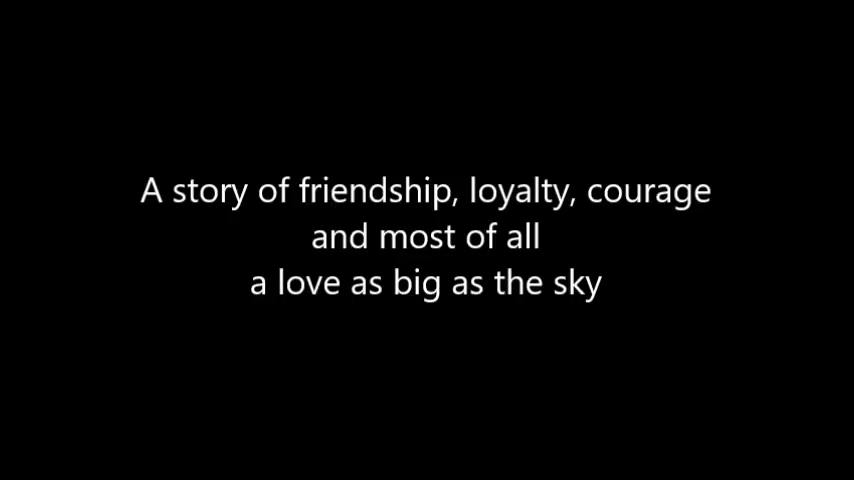 A story of friendship, loyalty, courage
and most of all
a love as big as the sky